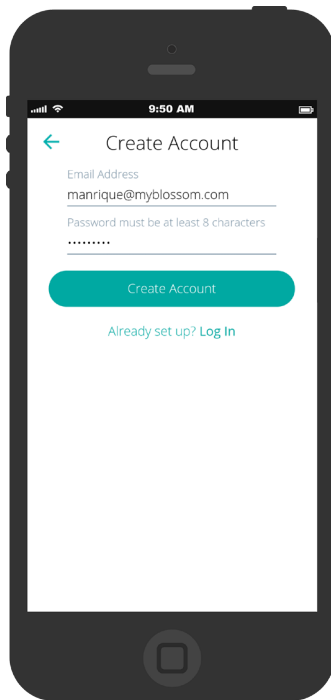 9:50 AM
Create Account
Email Address
manrique@myblossom.com
Password must be at least 8 characters
•••••••••
Create Account
Already set up? Log In